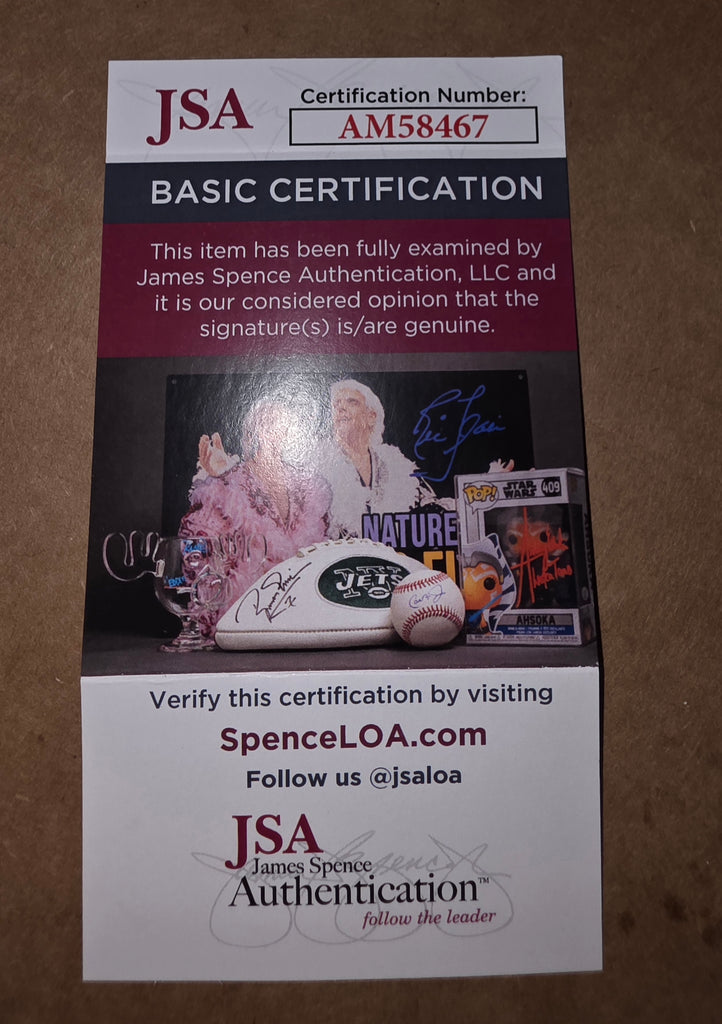 JSA
Certification Number:
AM58467
BASIC CERTIFICATION
This item has been fully examined by
James Spence Authentication, LLC and
it is our considered opinion that the
signature(s) is/are genuine.
NATURE
POP!
STAR WARS
409
JETS
AHSOKA
Verify this certification by visiting
SpenceLOA.com
Follow us @jsaloa
JSA
James Spence
Authentication™
follow the leader